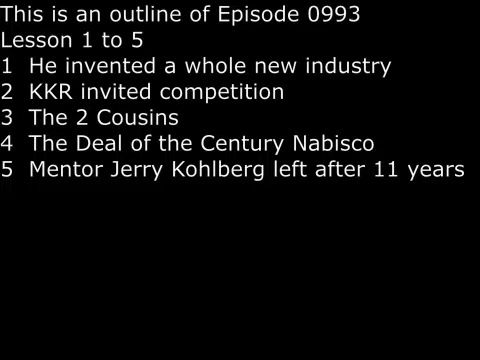 This is an outline of Episode 0993
Lesson 1 to 5
1 He invented a whole new industry
2 KKR invited competition
3 The 2 Cousins
4 The Deal of the Century Nabisco
5 Mentor Jerry Kohlberg left after 11 years